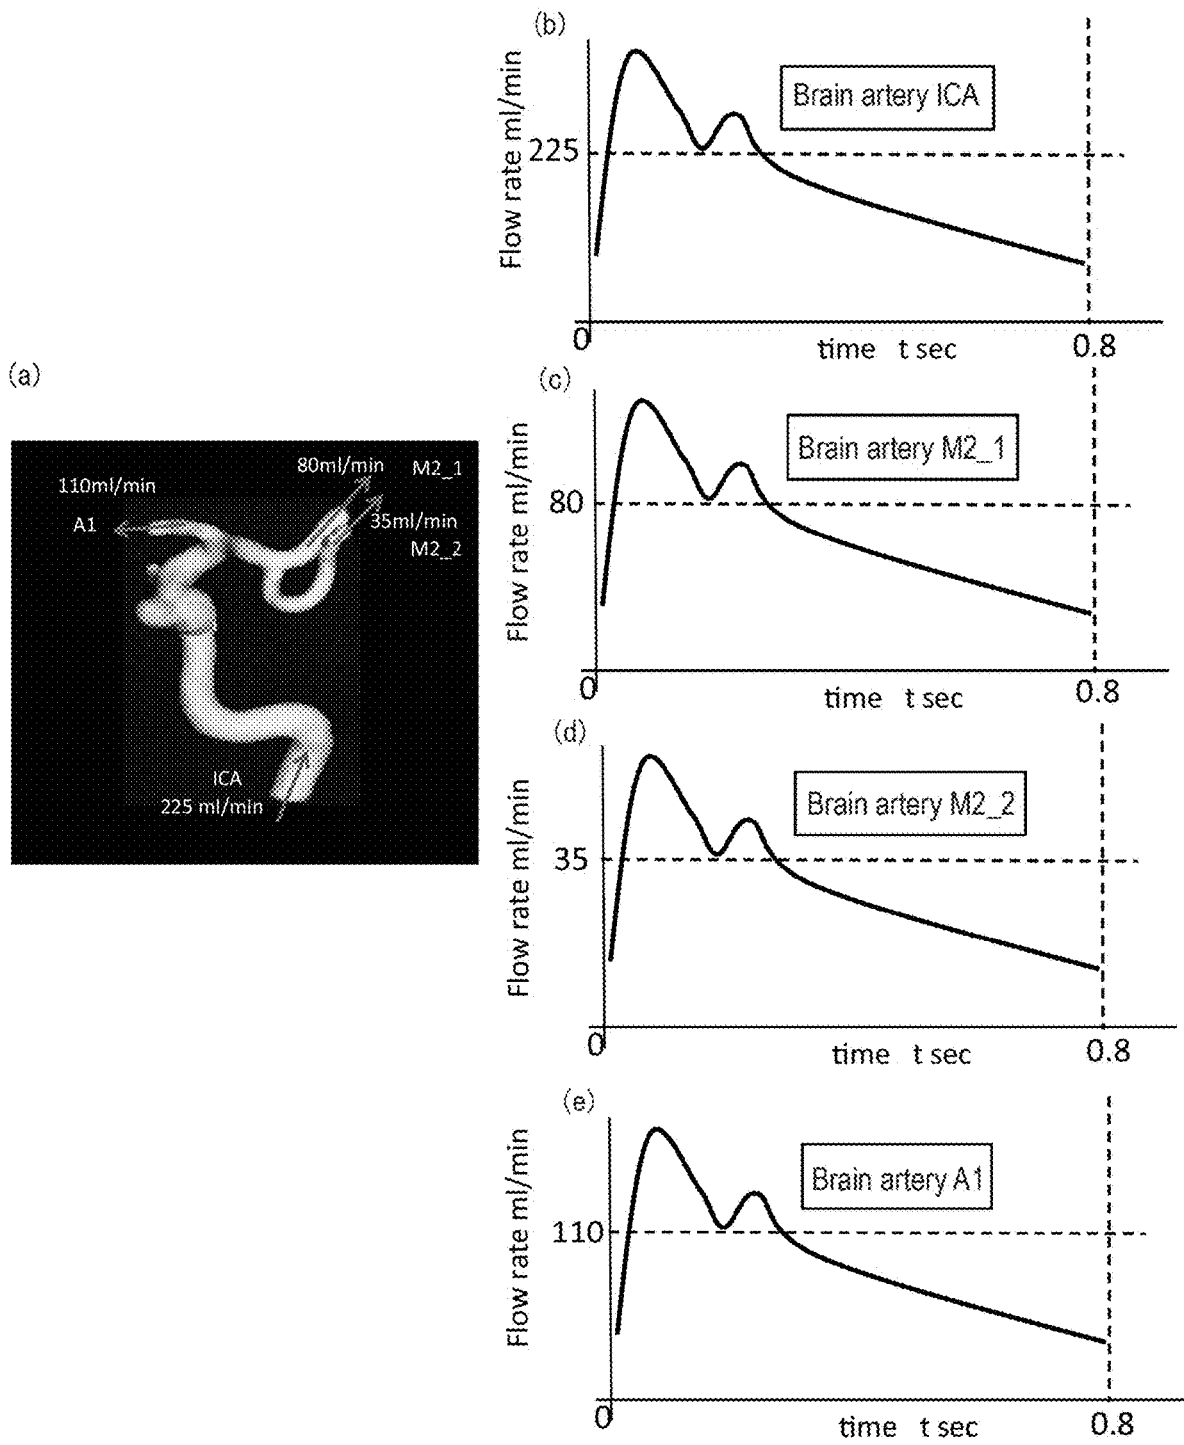 (a)
110ml/min
A1
80ml/min
M2_1
35ml/min
M2_2
ICA
225 ml/min
(b)
Flow rate ml/min
225
Brain artery ICA
0
time t sec
0.8
(c)
Flow rate ml/min
80
Brain artery M2_1
0
time t sec
0.8
(d)
Flow rate ml/min
35
Brain artery M2_2
0
time t sec
0.8
(e)
Flow rate ml/min
110
Brain artery A1
0
time t sec
0.8